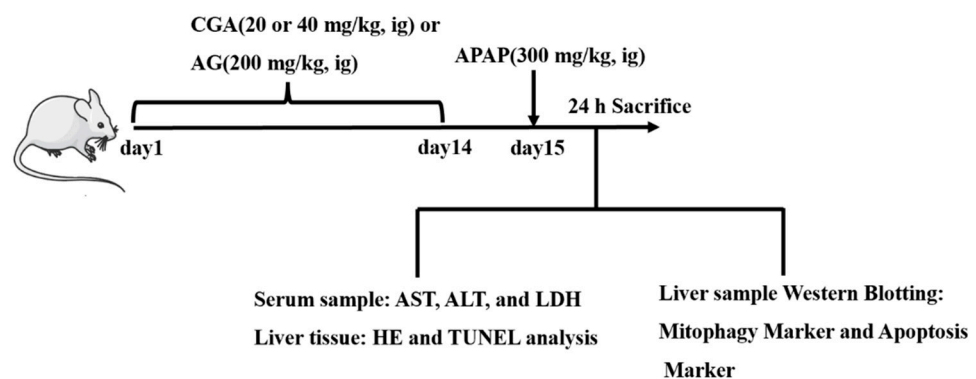 CGA(20 or 40 mg/kg, ig) or
AG(200 mg/kg, ig)
APAP(300 mg/kg, ig)
24 h Sacrifice
day1
day14
day15
Serum sample: AST, ALT, and LDH
Liver tissue: HE and TUNEL analysis
Liver sample Western Blotting:
Mitophagy Marker and Apoptosis
Marker